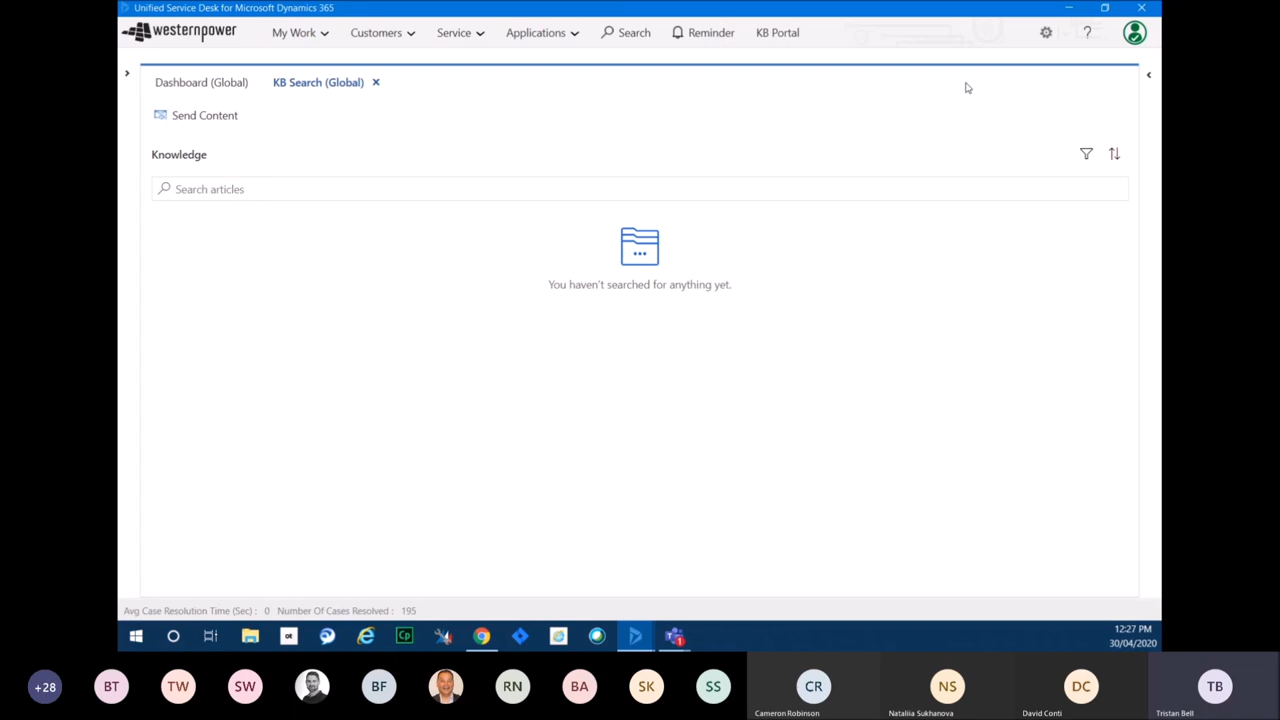 Unified Service Desk for Microsoft Dynamics 365
westernpower My Work Customers Service Applications Search Reminder KB Portal ?
Dashboard (Global) KB Search (Global)
Send Content
Knowledge
Search articles
You haven't searched for anything yet.
Avg Case Resolution Time (Sec) : 0 Number Of Cases Resolved : 195
ot Cp 1
12:27 PM
30/04/2020
+28 BT TW SW BF RN BA SK SS CR NS DC TB
Cameron Robinson Nataliia Sukhanova David Conti Tristan Bell